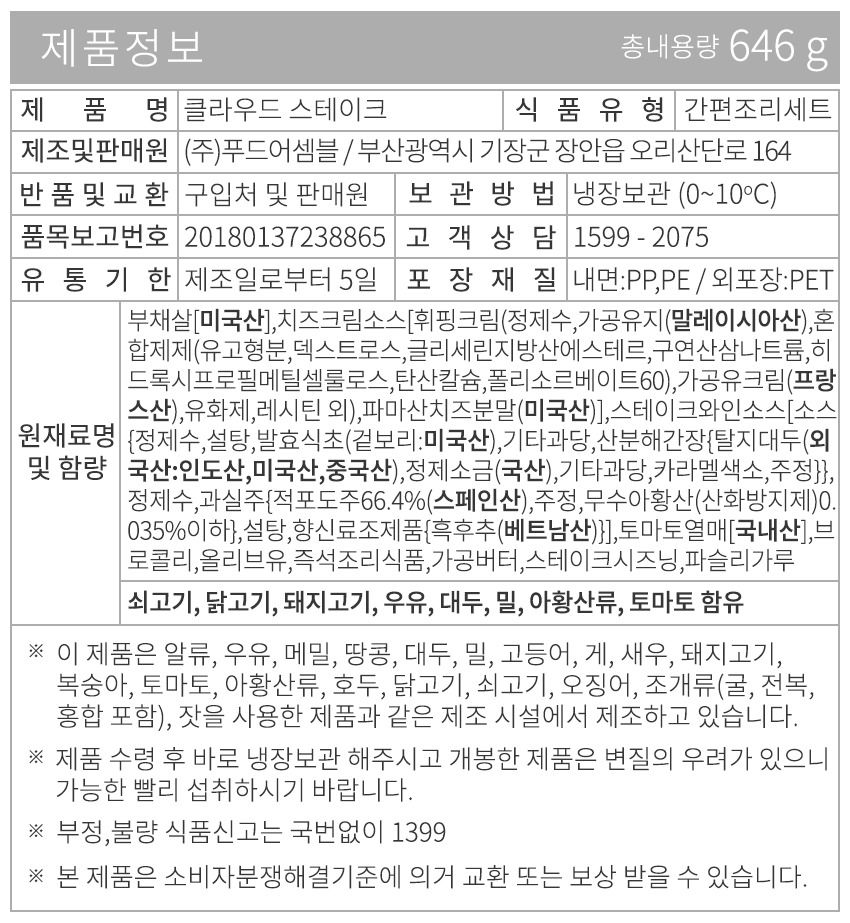 제품정보 총내용량 646 g
제품명 클라우드 스테이크 식품유형 간편조리세트
제조및판매원 (주)푸드어셈블 / 부산광역시 기장군 장안읍 오리산단로 164
반품및교환 구입처 및 판매원 보관방법 냉장보관 (0~10ºC)
품목보고번호 20180137238865 고객상담 1599 - 2075
유통기한 제조일로부터 5일 포장재질 내면:PP,PE / 외포장:PET
원재료명
및 함량
부채살[미국산],치즈크림소스[휘핑크림(정제수,가공유지(말레이시아산),혼
합제제(유고형분,덱스트로스,글리세린지방산에스테르,구연산삼나트륨,히
드록시프로필메틸셀룰로스,탄산칼슘,폴리소르베이트60),가공유크림(프랑
스산),유화제,레시틴 외),파마산치즈분말(미국산)],스테이크와인소스[소스
{정제수,설탕,발효식초(겉보리:미국산),기타과당,산분해간장{탈지대두(외
국산:인도산,미국산,중국산),정제소금(국산),기타과당,카라멜색소,주정}},
정제수,과실주{적포도주66.4%(스페인산),주정,무수아황산(산화방지제)0.
035%이하},설탕,향신료조제품{흑후추(베트남산)}],토마토열매[국내산],브
로콜리,올리브유,즉석조리식품,가공버터,스테이크시즈닝,파슬리가루
쇠고기, 닭고기, 돼지고기, 우유, 대두, 밀, 아황산류, 토마토 함유
※ 이 제품은 알류, 우유, 메밀, 땅콩, 대두, 밀, 고등어, 게, 새우, 돼지고기,
복숭아, 토마토, 아황산류, 호두, 닭고기, 쇠고기, 오징어, 조개류(굴, 전복,
홍합 포함), 잣을 사용한 제품과 같은 제조 시설에서 제조하고 있습니다.
※ 제품 수령 후 바로 냉장보관 해주시고 개봉한 제품은 변질의 우려가 있으니
가능한 빨리 섭취하시기 바랍니다.
※ 부정,불량 식품신고는 국번없이 1399
※ 본 제품은 소비자분쟁해결기준에 의거 교환 또는 보상 받을 수 있습니다.